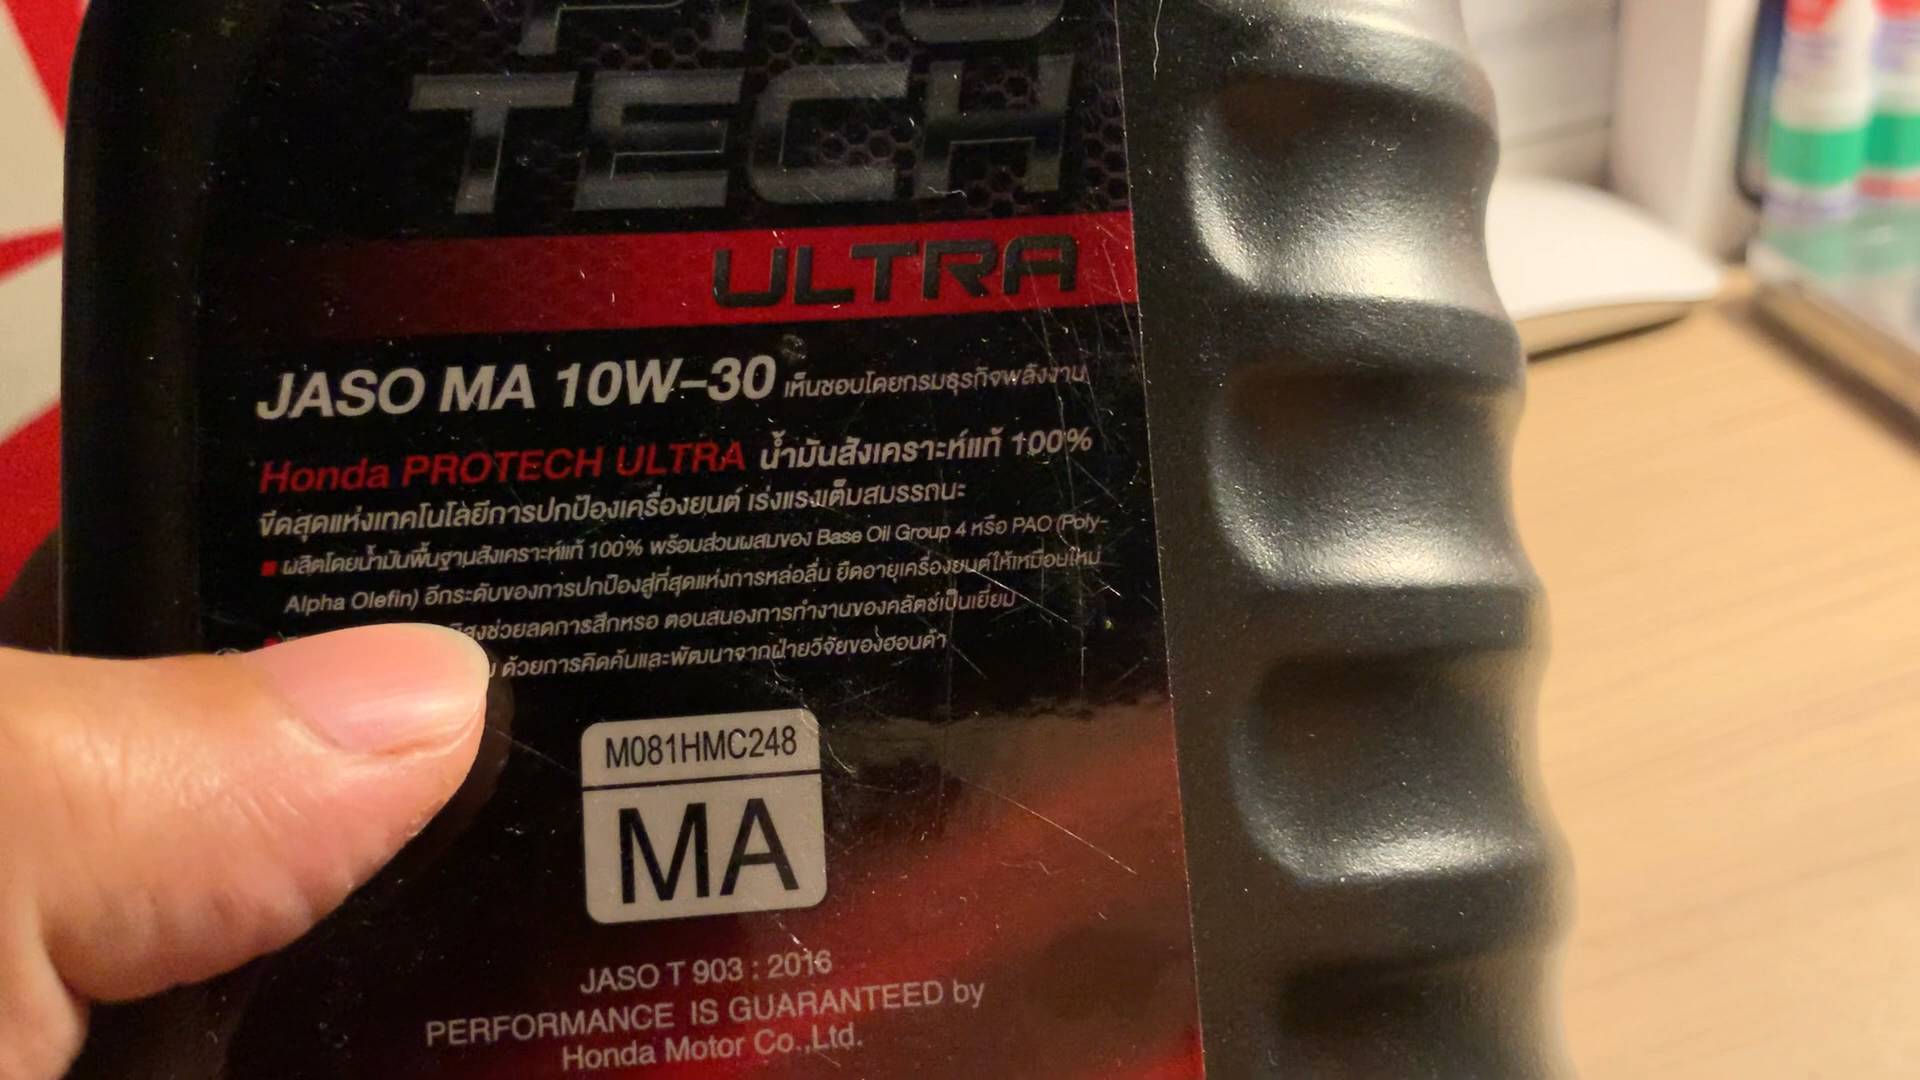 PRO
TECH
ULTRA
JASO MA 10W-30 เห็นชอบโดยกรมธุรกิจพลังงาน
Honda PROTECH ULTRA น้ำมันสังเคราะห์แท้ 100%
ขีดสุดแห่งเทคโนโลยีการปกป้องเครื่องยนต์ เร่งแรงเต็มสมรรถนะ
ผลิตโดยน้ำมันพื้นฐานสังเคราะห์แท้ 100% พร้อมส่วนผสมของ Base Oil Group 4 หรือ PAO (Poly-
Alpha Olefin) อีกระดับของการปกป้องสู่ที่สุดแห่งการหล่อลื่น ยืดอายุเครื่องยนต์ให้เหมือนใหม่
ช่วยลดการสึกหรอ ตอบสนองการทำงานของคลัตช์เป็นเยี่ยม
ด้วยการคิดค้นและพัฒนาจากฝ่ายวิจัยของฮอนด้า
M081HMC248
MA
JASO T 903 : 2016
PERFORMANCE IS GUARANTEED by
Honda Motor Co.,Ltd.